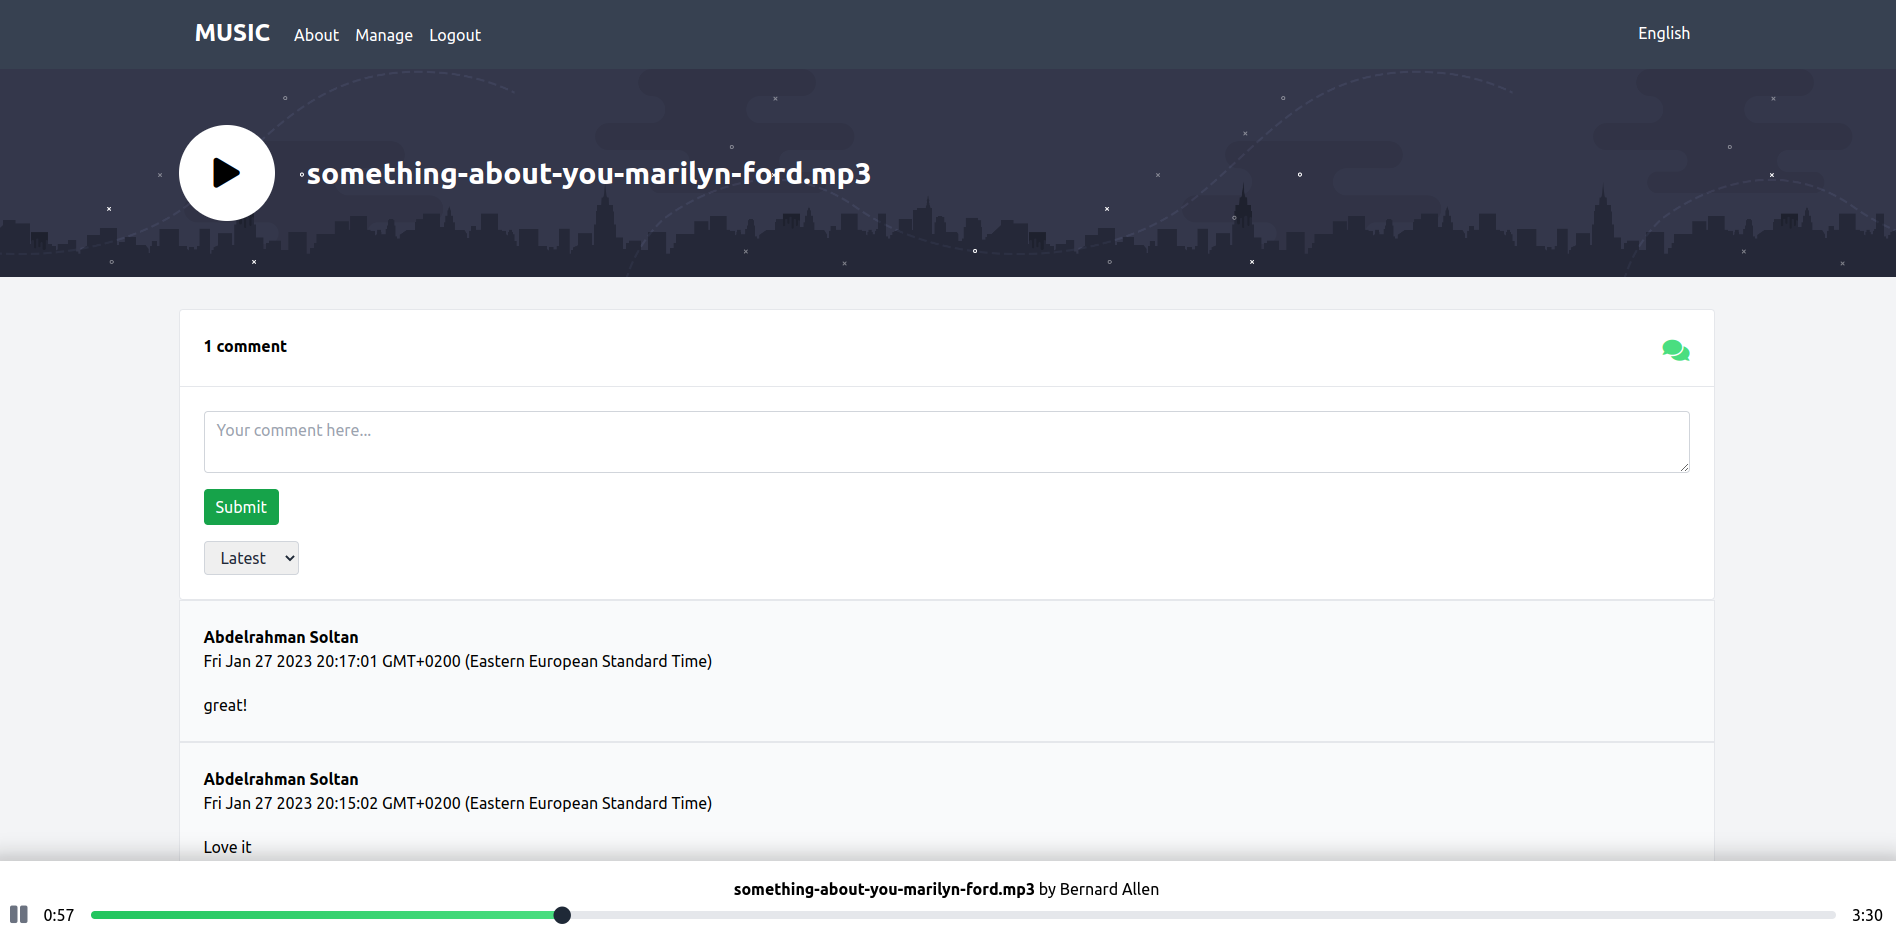 MUSIC About Manage Logout English
something-about-you-marilyn-ford.mp3
1 comment
Your comment here...
Submit
Latest
Abdelrahman Soltan
Fri Jan 27 2023 20:17:01 GMT+0200 (Eastern European Standard Time)
great!
Abdelrahman Soltan
Fri Jan 27 2023 20:15:02 GMT+0200 (Eastern European Standard Time)
Love it
something-about-you-marilyn-ford.mp3 by Bernard Allen
0:57 3:30